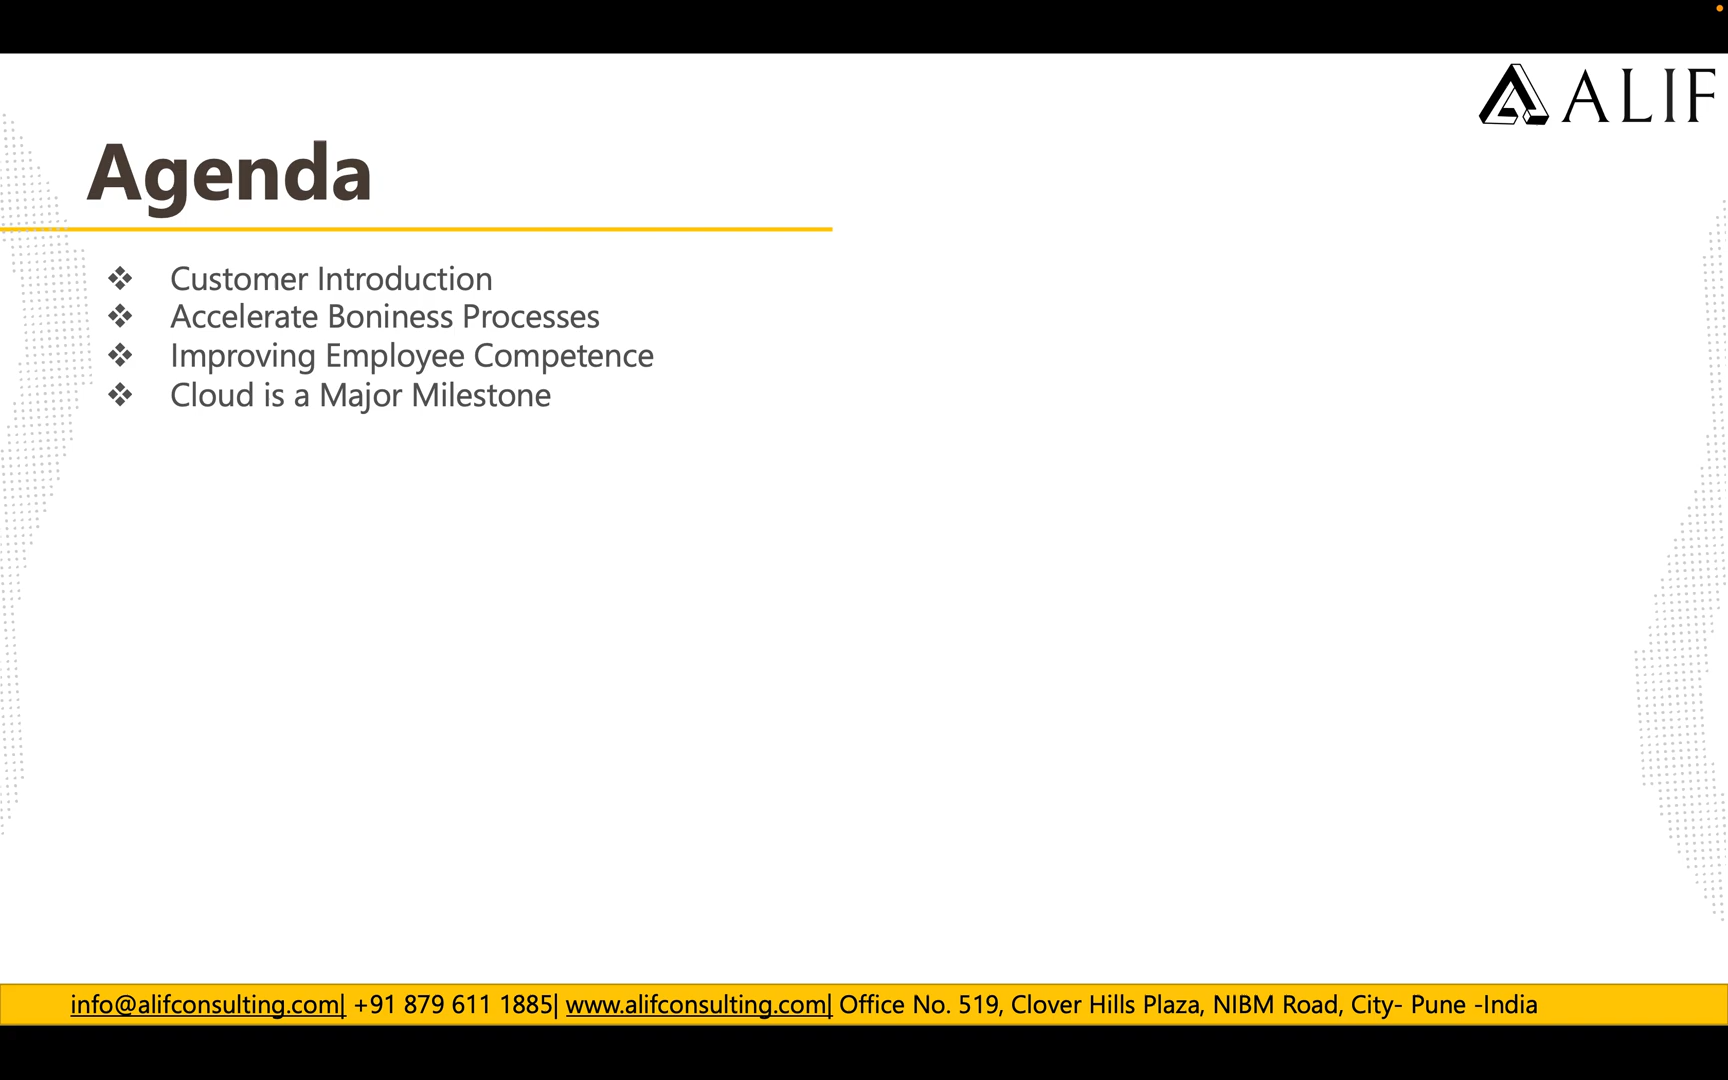 ALIF
Agenda
❖ Customer Introduction
❖ Accelerate Boniness Processes
❖ Improving Employee Competence
❖ Cloud is a Major Milestone
info@alifconsulting.com| +91 879 611 1885| www.alifconsulting.com| Office No. 519, Clover Hills Plaza, NIBM Road, City- Pune -India